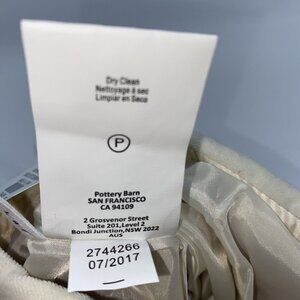 Dry Clean
Nettoyage à sec
Limpiar en Seco
P
Pottery Barn
SAN FRANCISCO
CA 94109
2 Grosvenor Street
Suite 201, Level 2
Bondi Junction, NSW 2022
AUS
2744266
07/2017